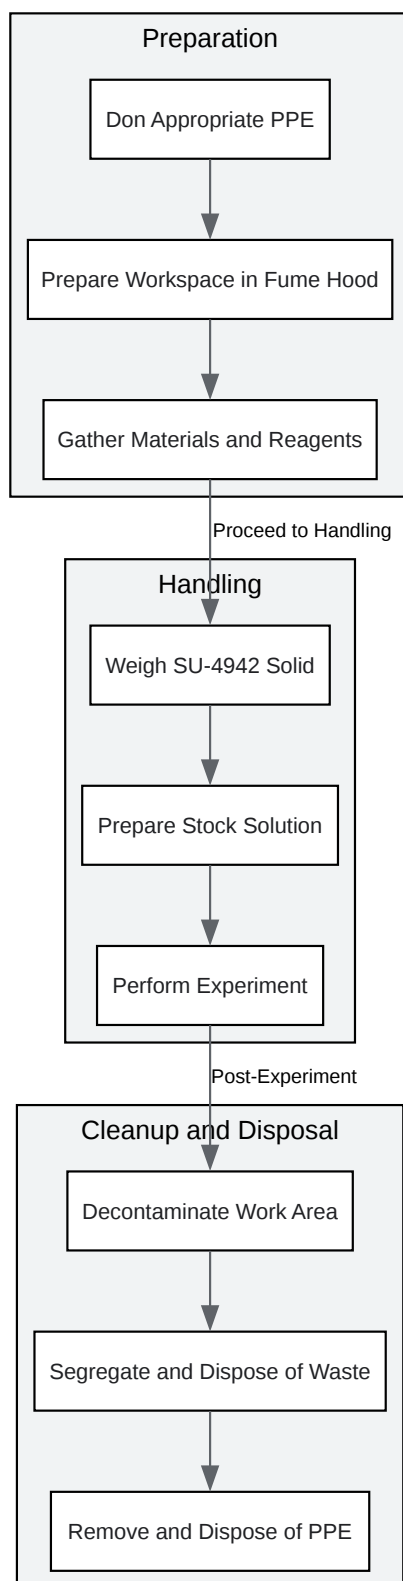 Preparation
Don Appropriate PPE
Prepare Workspace in Fume Hood
Gather Materials and Reagents
Proceed to Handling
Handling
Weigh SU-4942 Solid
Prepare Stock Solution
Perform Experiment
Post-Experiment
Cleanup and Disposal
Decontaminate Work Area
Segregate and Dispose of Waste
Remove and Dispose of PPE